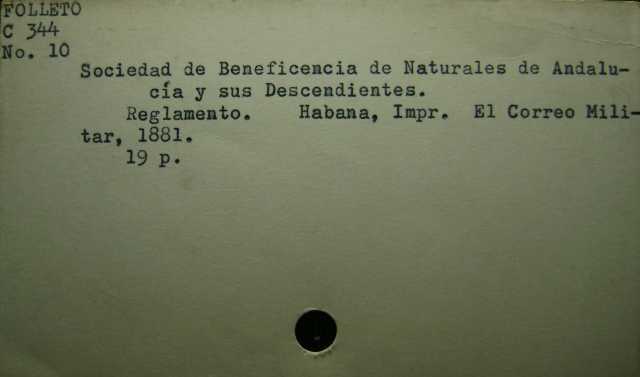 FOLLETO
C 344
No. 10
Sociedad de Beneficencia de Naturales de Andalu-
cía y sus Descendientes.
Reglamento. Habana, Impr. El Correo Mili-
tar, 1881.
19 p.